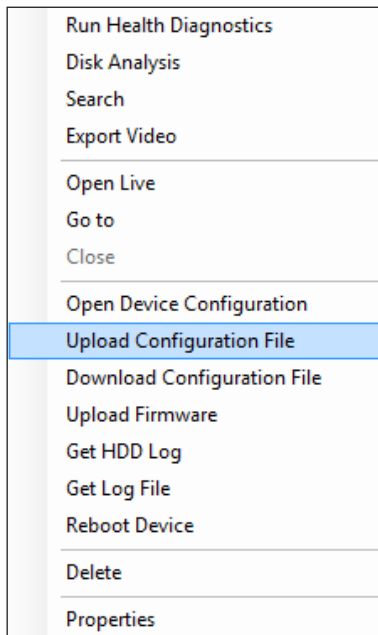 Run Health Diagnostics
Disk Analysis
Search
Export Video
Open Live
Go to
Close
Open Device Configuration
Upload Configuration File
Download Configuration File
Upload Firmware
Get HDD Log
Get Log File
Reboot Device
Delete
Properties